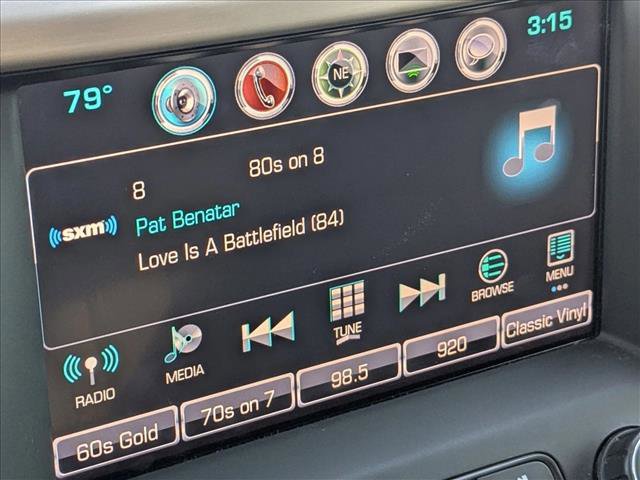 79°
NE
3:15
8
80s on 8
((sxm))
Pat Benatar
Love Is A Battlefield (84)
RADIO
MEDIA
TUNE
BROWSE
MENU
60s Gold
70s on 7
98.5
920
Classic Vinyl